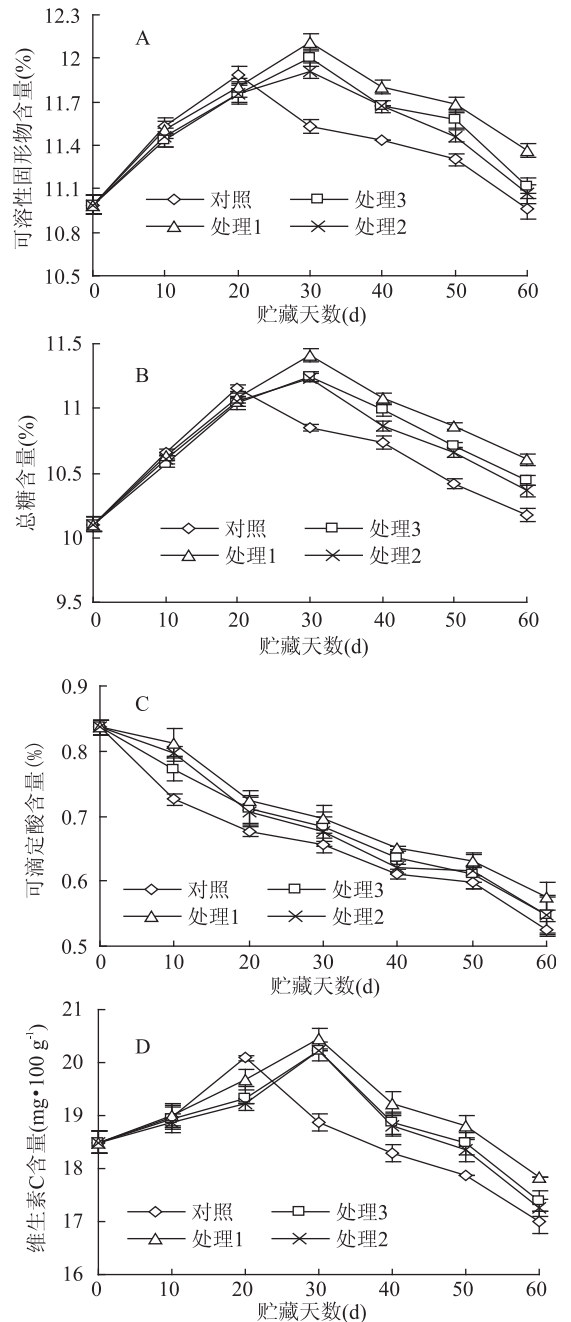 12.3
A
12
11.7
11.4
11.1
10.8
10.5
可溶性固形物含量(%)
对照
处理3
处理1
处理2
0
10
20
30
40
50
60
贮藏天数(d)
11.5
B
11
10.5
10
9.5
总糖含量(%)
对照
处理3
处理1
处理2
0
10
20
30
40
50
60
贮藏天数(d)
0.9
C
0.8
0.7
0.6
0.5
可滴定酸含量(%)
对照
处理3
处理1
处理2
0
10
20
30
40
50
60
贮藏天数(d)
21
D
20
19
18
17
16
维生素C含量(mg•100 g-1)
对照
处理3
处理1
处理2
0
10
20
30
40
50
60
贮藏天数(d)